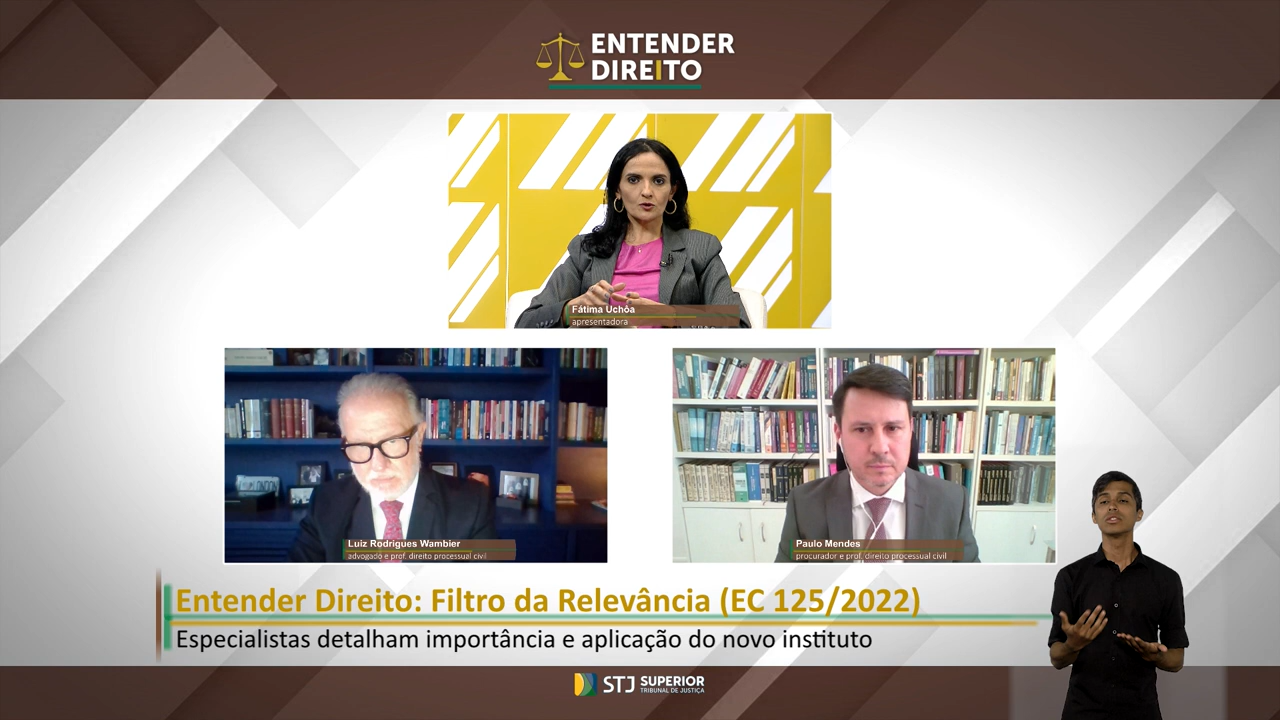 ENTENDER
DIREITO
Fátima Uchôa
apresentadora
Luiz Rodrigues Wambier
advogado e prof. direito processual civil
Paulo Mendes
procurador e prof. direito processual civil
Entender Direito: Filtro da Relevância (EC 125/2022)
Especialistas detalham importância e aplicação do novo instituto
STJ SUPERIOR
TRIBUNAL DE JUSTIÇA